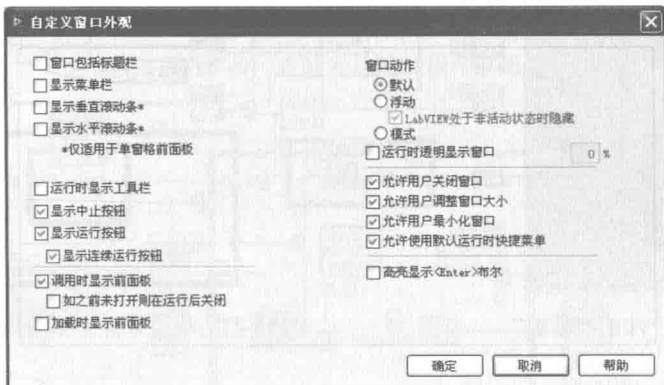 自定义窗口外观
窗口包括标题栏
显示菜单栏
显示垂直滚动条*
显示水平滚动条*
*仅适用于单窗格前面板
运行时显示工具栏
显示中止按钮
显示运行按钮
显示连续运行按钮
调用时显示前面板
如之前未打开则在运行后关闭
加载时显示前面板
窗口动作
默认
浮动
LabVIEW处于非活动状态时隐藏
模式
运行时透明显示窗口 0 %
允许用户关闭窗口
允许用户调整窗口大小
允许用户最小化窗口
允许使用默认运行时快捷菜单
高亮显示<Enter>布尔
确定 取消 帮助